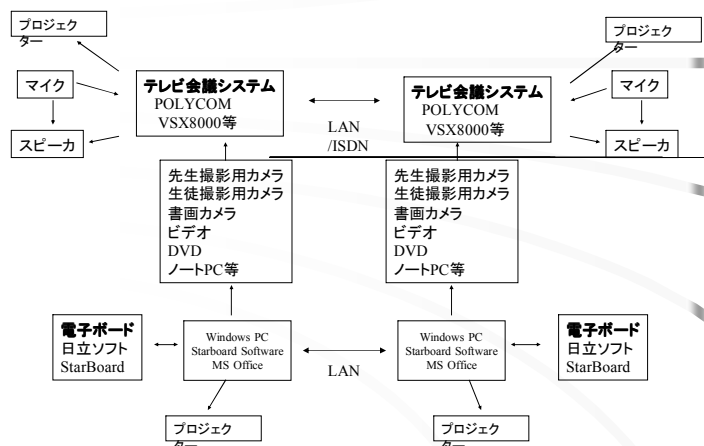 プロジェク
ター
マイク
スピーカ
テレビ会議システム
POLYCOM
VSX8000等
LAN
/ISDN
テレビ会議システム
POLYCOM
VSX8000等
プロジェク
ター
マイク
スピーカ
先生撮影用カメラ
生徒撮影用カメラ
書画カメラ
ビデオ
DVD
ノートPC等
先生撮影用カメラ
生徒撮影用カメラ
書画カメラ
ビデオ
DVD
ノートPC等
電子ボード
日立ソフト
StarBoard
Windows PC
Starboard Software
MS Office
LAN
Windows PC
Starboard Software
MS Office
電子ボード
日立ソフト
StarBoard
プロジェク
ター
プロジェク
ター